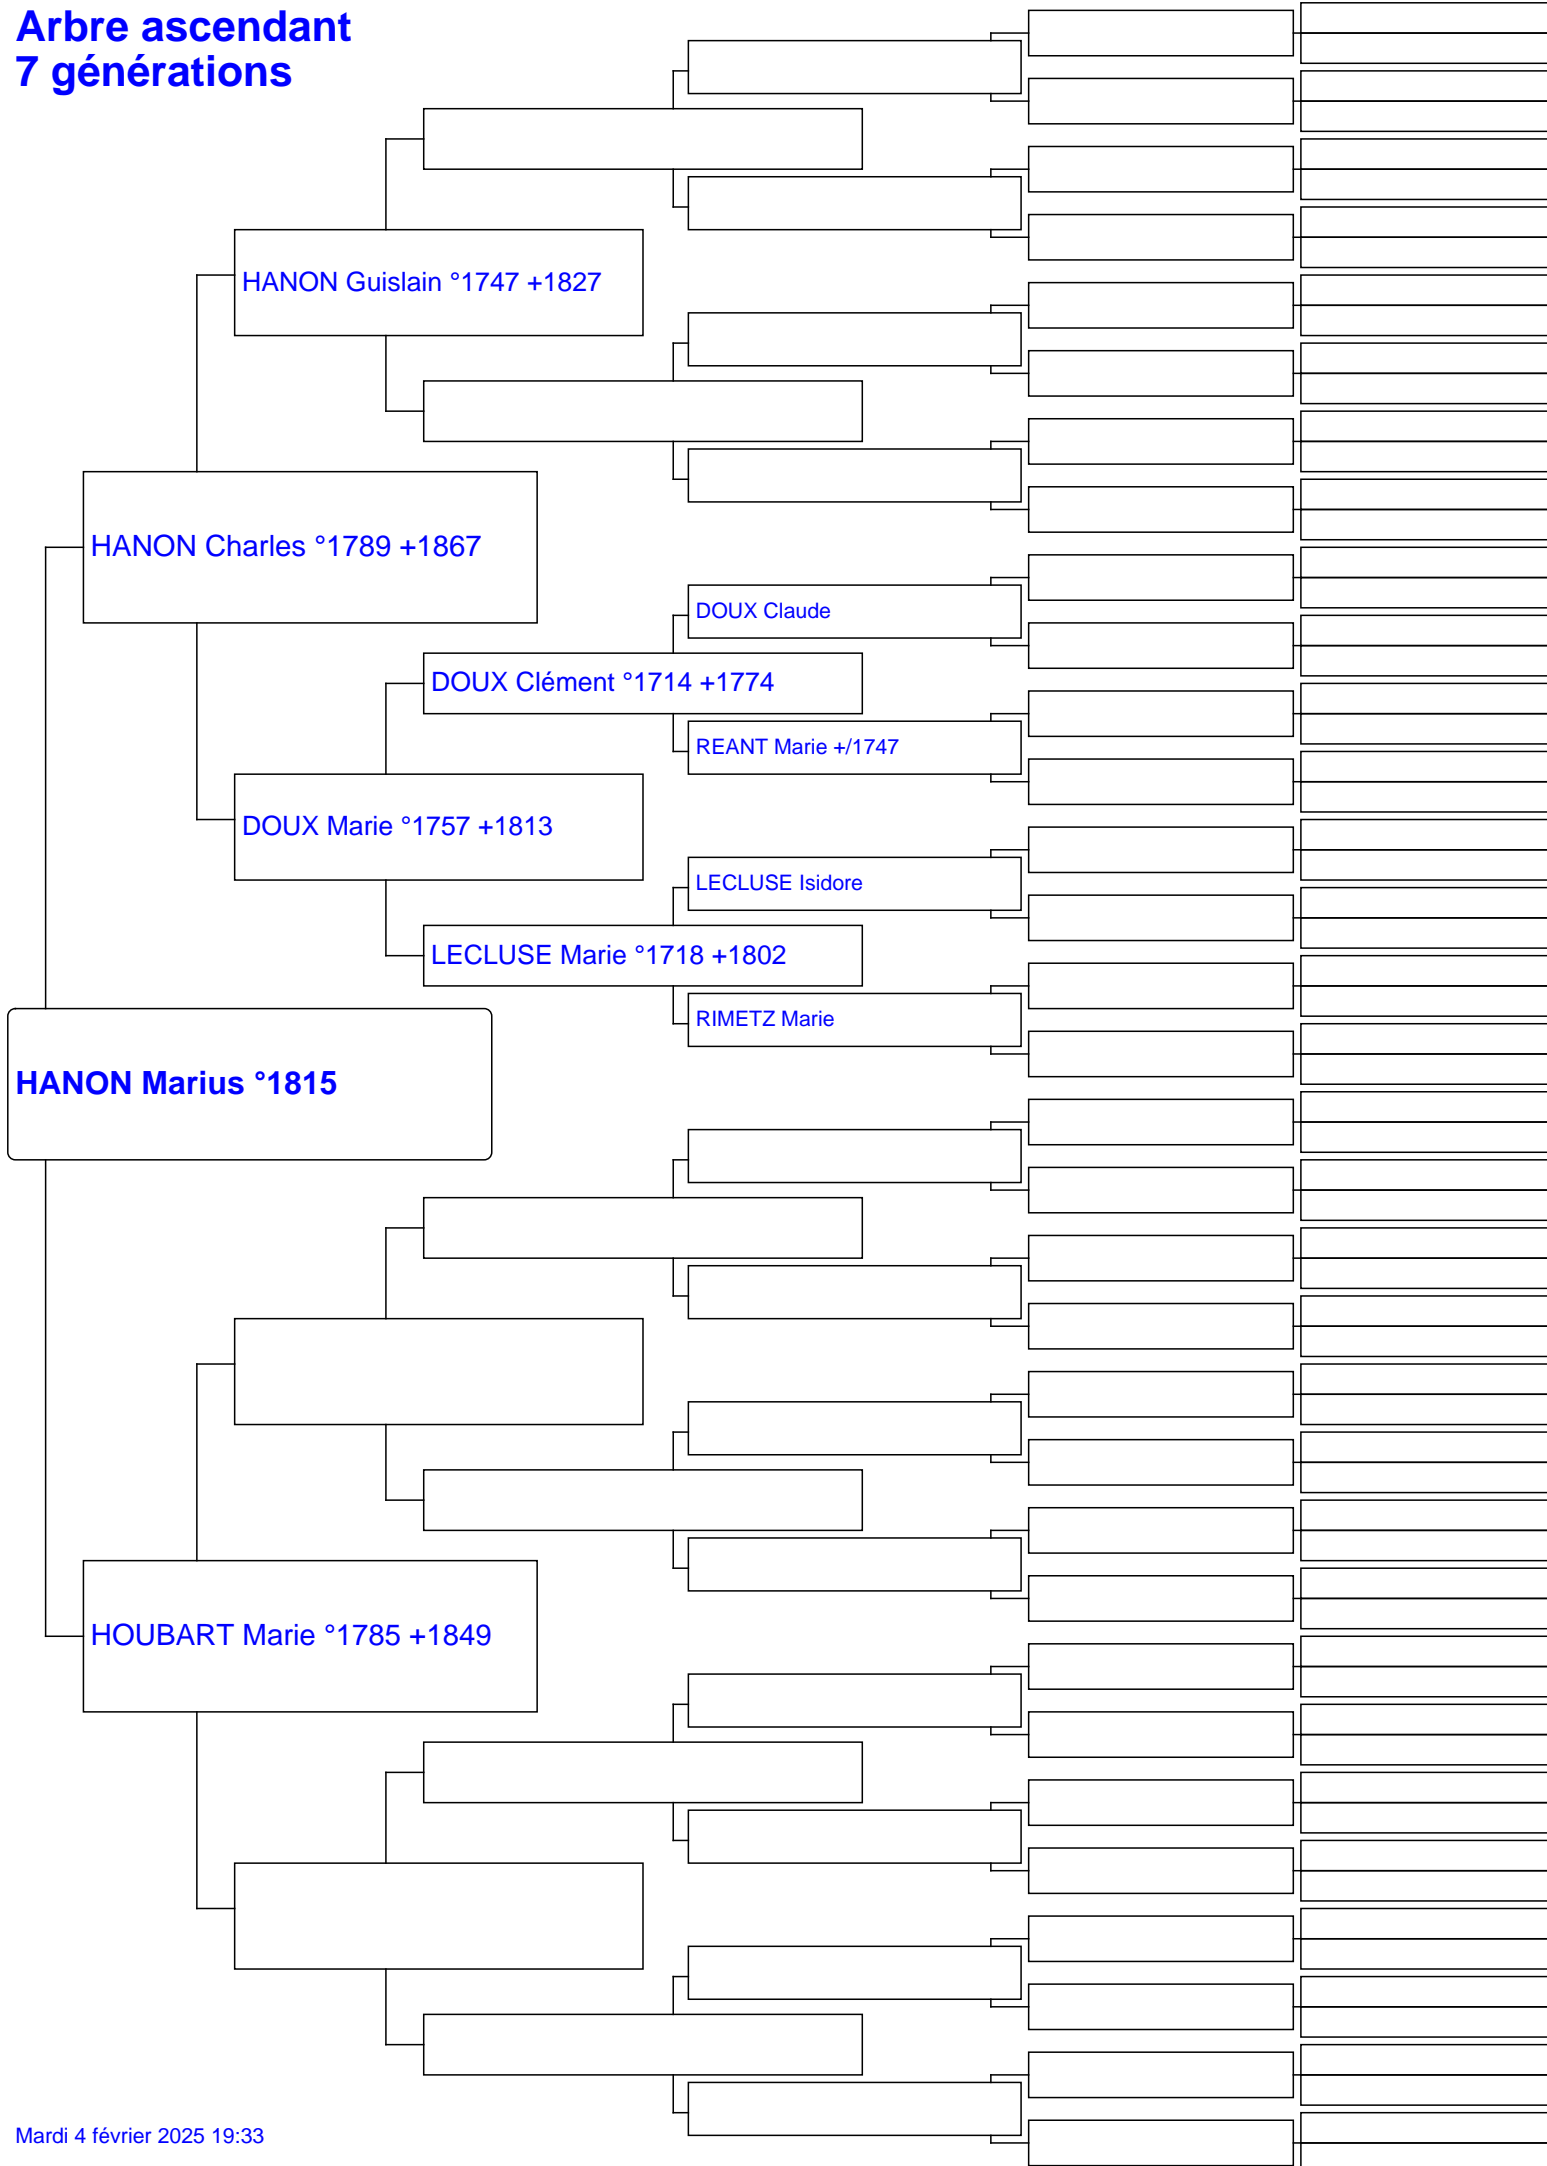 Arbre ascendant
7 générations
HANON Guislain °1747 +1827
HANON Charles °1789 +1867
DOUX Claude
DOUX Clément °1714 +1774
REANT Marie +/1747
DOUX Marie °1757 +1813
LECLUSE Isidore
LECLUSE Marie °1718 +1802
RIMETZ Marie
HANON Marius °1815
HOUBART Marie °1785 +1849
Mardi 4 février 2025 19:33